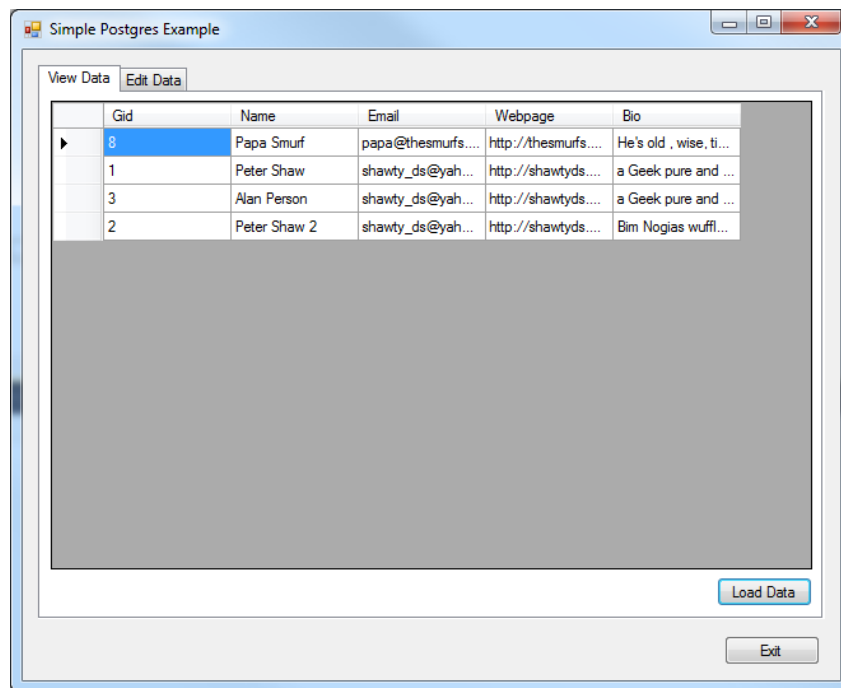 Simple Postgres Example
View Data Edit Data
Gid Name Email Webpage Bio
8 Papa Smurf papa@thesmurfs.... http://thesmurfs.... He's old , wise, ti...
1 Peter Shaw shawty_ds@yah... http://shawtyds.... a Geek pure and ...
3 Alan Person shawty_ds@yah... http://shawtyds.... a Geek pure and ...
2 Peter Shaw 2 shawty_ds@yah... http://shawtyds.... Bim Nogias wuffl...
Load Data
Exit